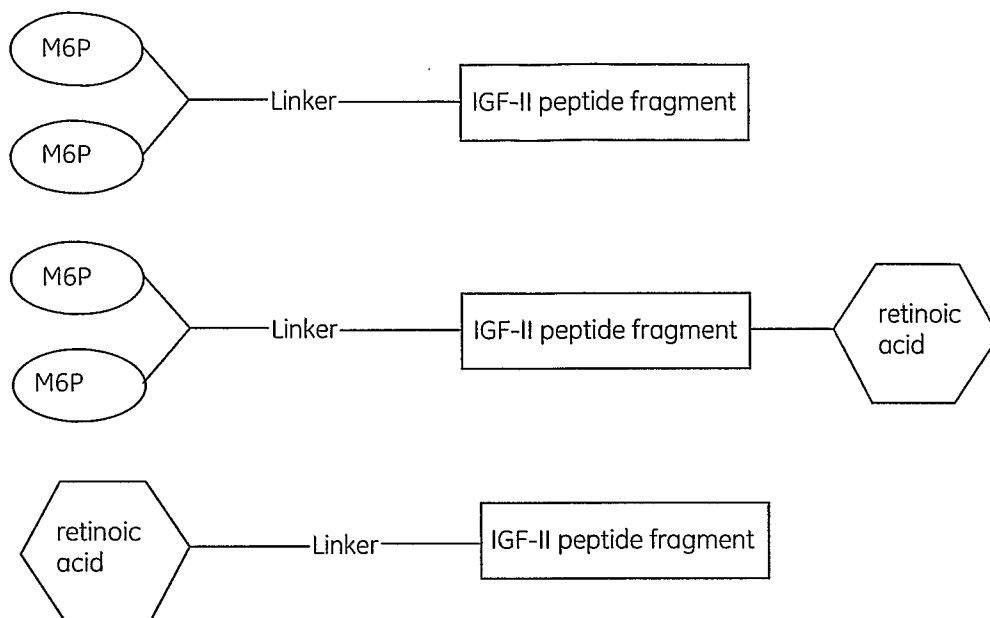 M6P
Linker
IGF-II peptide fragment
M6P
M6P
Linker
IGF-II peptide fragment
retinoic
acid
M6P
retinoic
acid
Linker
IGF-II peptide fragment